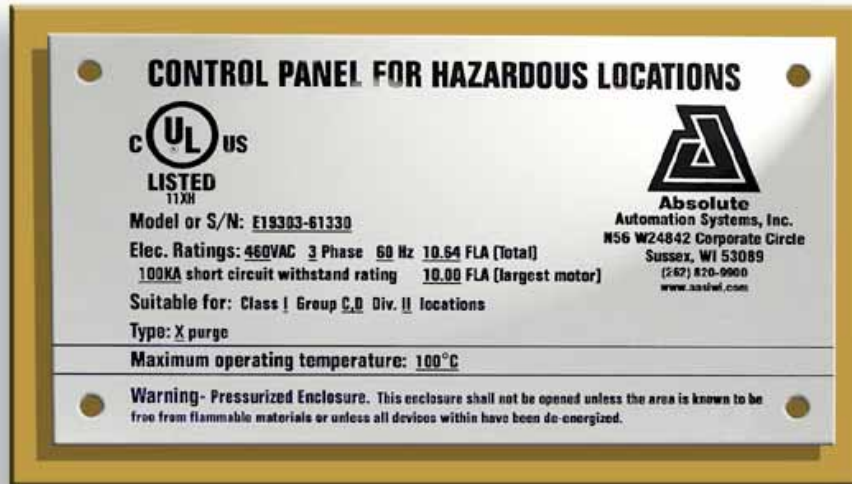 CONTROL PANEL FOR HAZARDOUS LOCATIONS
C UL US
LISTED
11XH
Model or S/N: E19303-61330
Elec. Ratings: 460VAC 3 Phase 60 Hz 10.64 FLA (Total)
100KA short circuit withstand rating 10.00 FLA (largest motor)
Suitable for: Class I Group C,D Div. II locations
Type: X purge
Maximum operating temperature: 100°C
Warning- Pressurized Enclosure. This enclosure shall not be opened unless the area is known to be
free from flammable materials or unless all devices within have been de-energized.
Absolute
Automation Systems, Inc.
N56 W24842 Corporate Circle
Sussex, WI 53089
(262) 820-9900
www.aasiwi.com